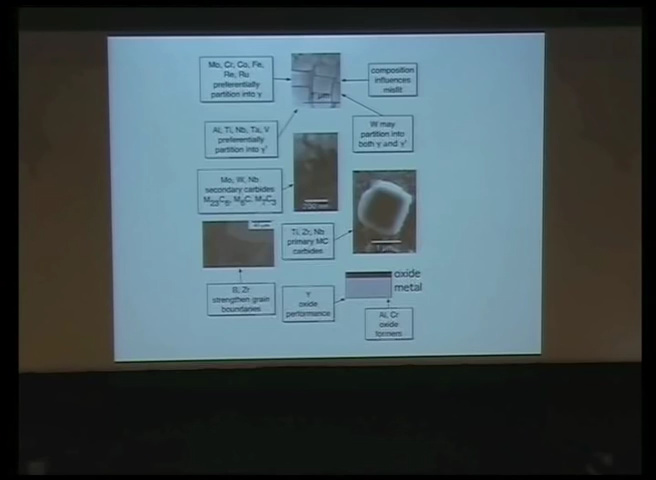 Mo, Cr, Co, Fe,
Re, Ru
preferentially
partition into γ
composition
influences
misfit
Al, Ti, Nb, Ta, V
preferentially
partition into γ'
W may
partition into
both γ and γ'
Mo, W, Nb
secondary carbides
M₂₃C₆, M₆C, M₇C₃
Ti, Zr, Nb
primary MC
carbides
B, Zr
strengthen grain
boundaries
Y
oxide
performance
oxide
metal
Al, Cr
oxide
formers